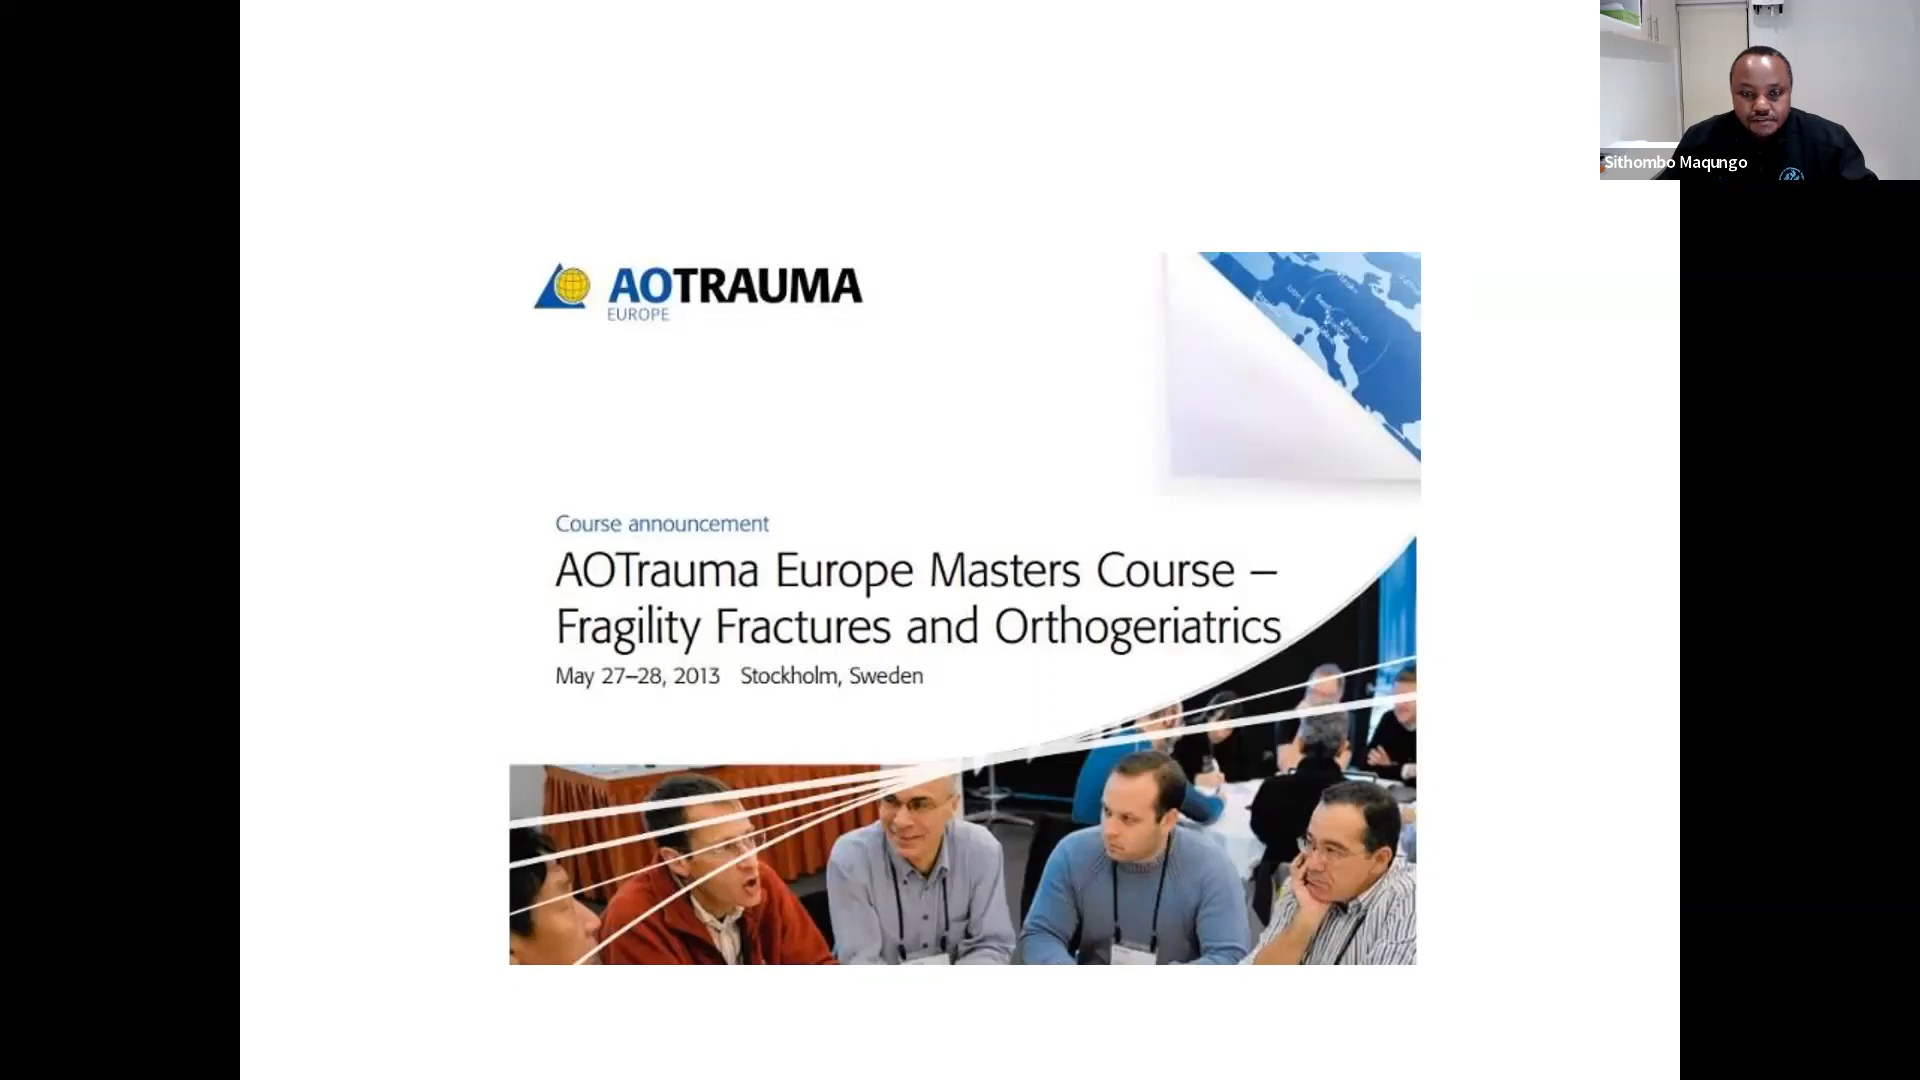 Sithombo Maqungo
AOTRAUMA
EUROPE
Course announcement
AOTrauma Europe Masters Course –
Fragility Fractures and Orthogeriatrics
May 27–28, 2013 Stockholm, Sweden